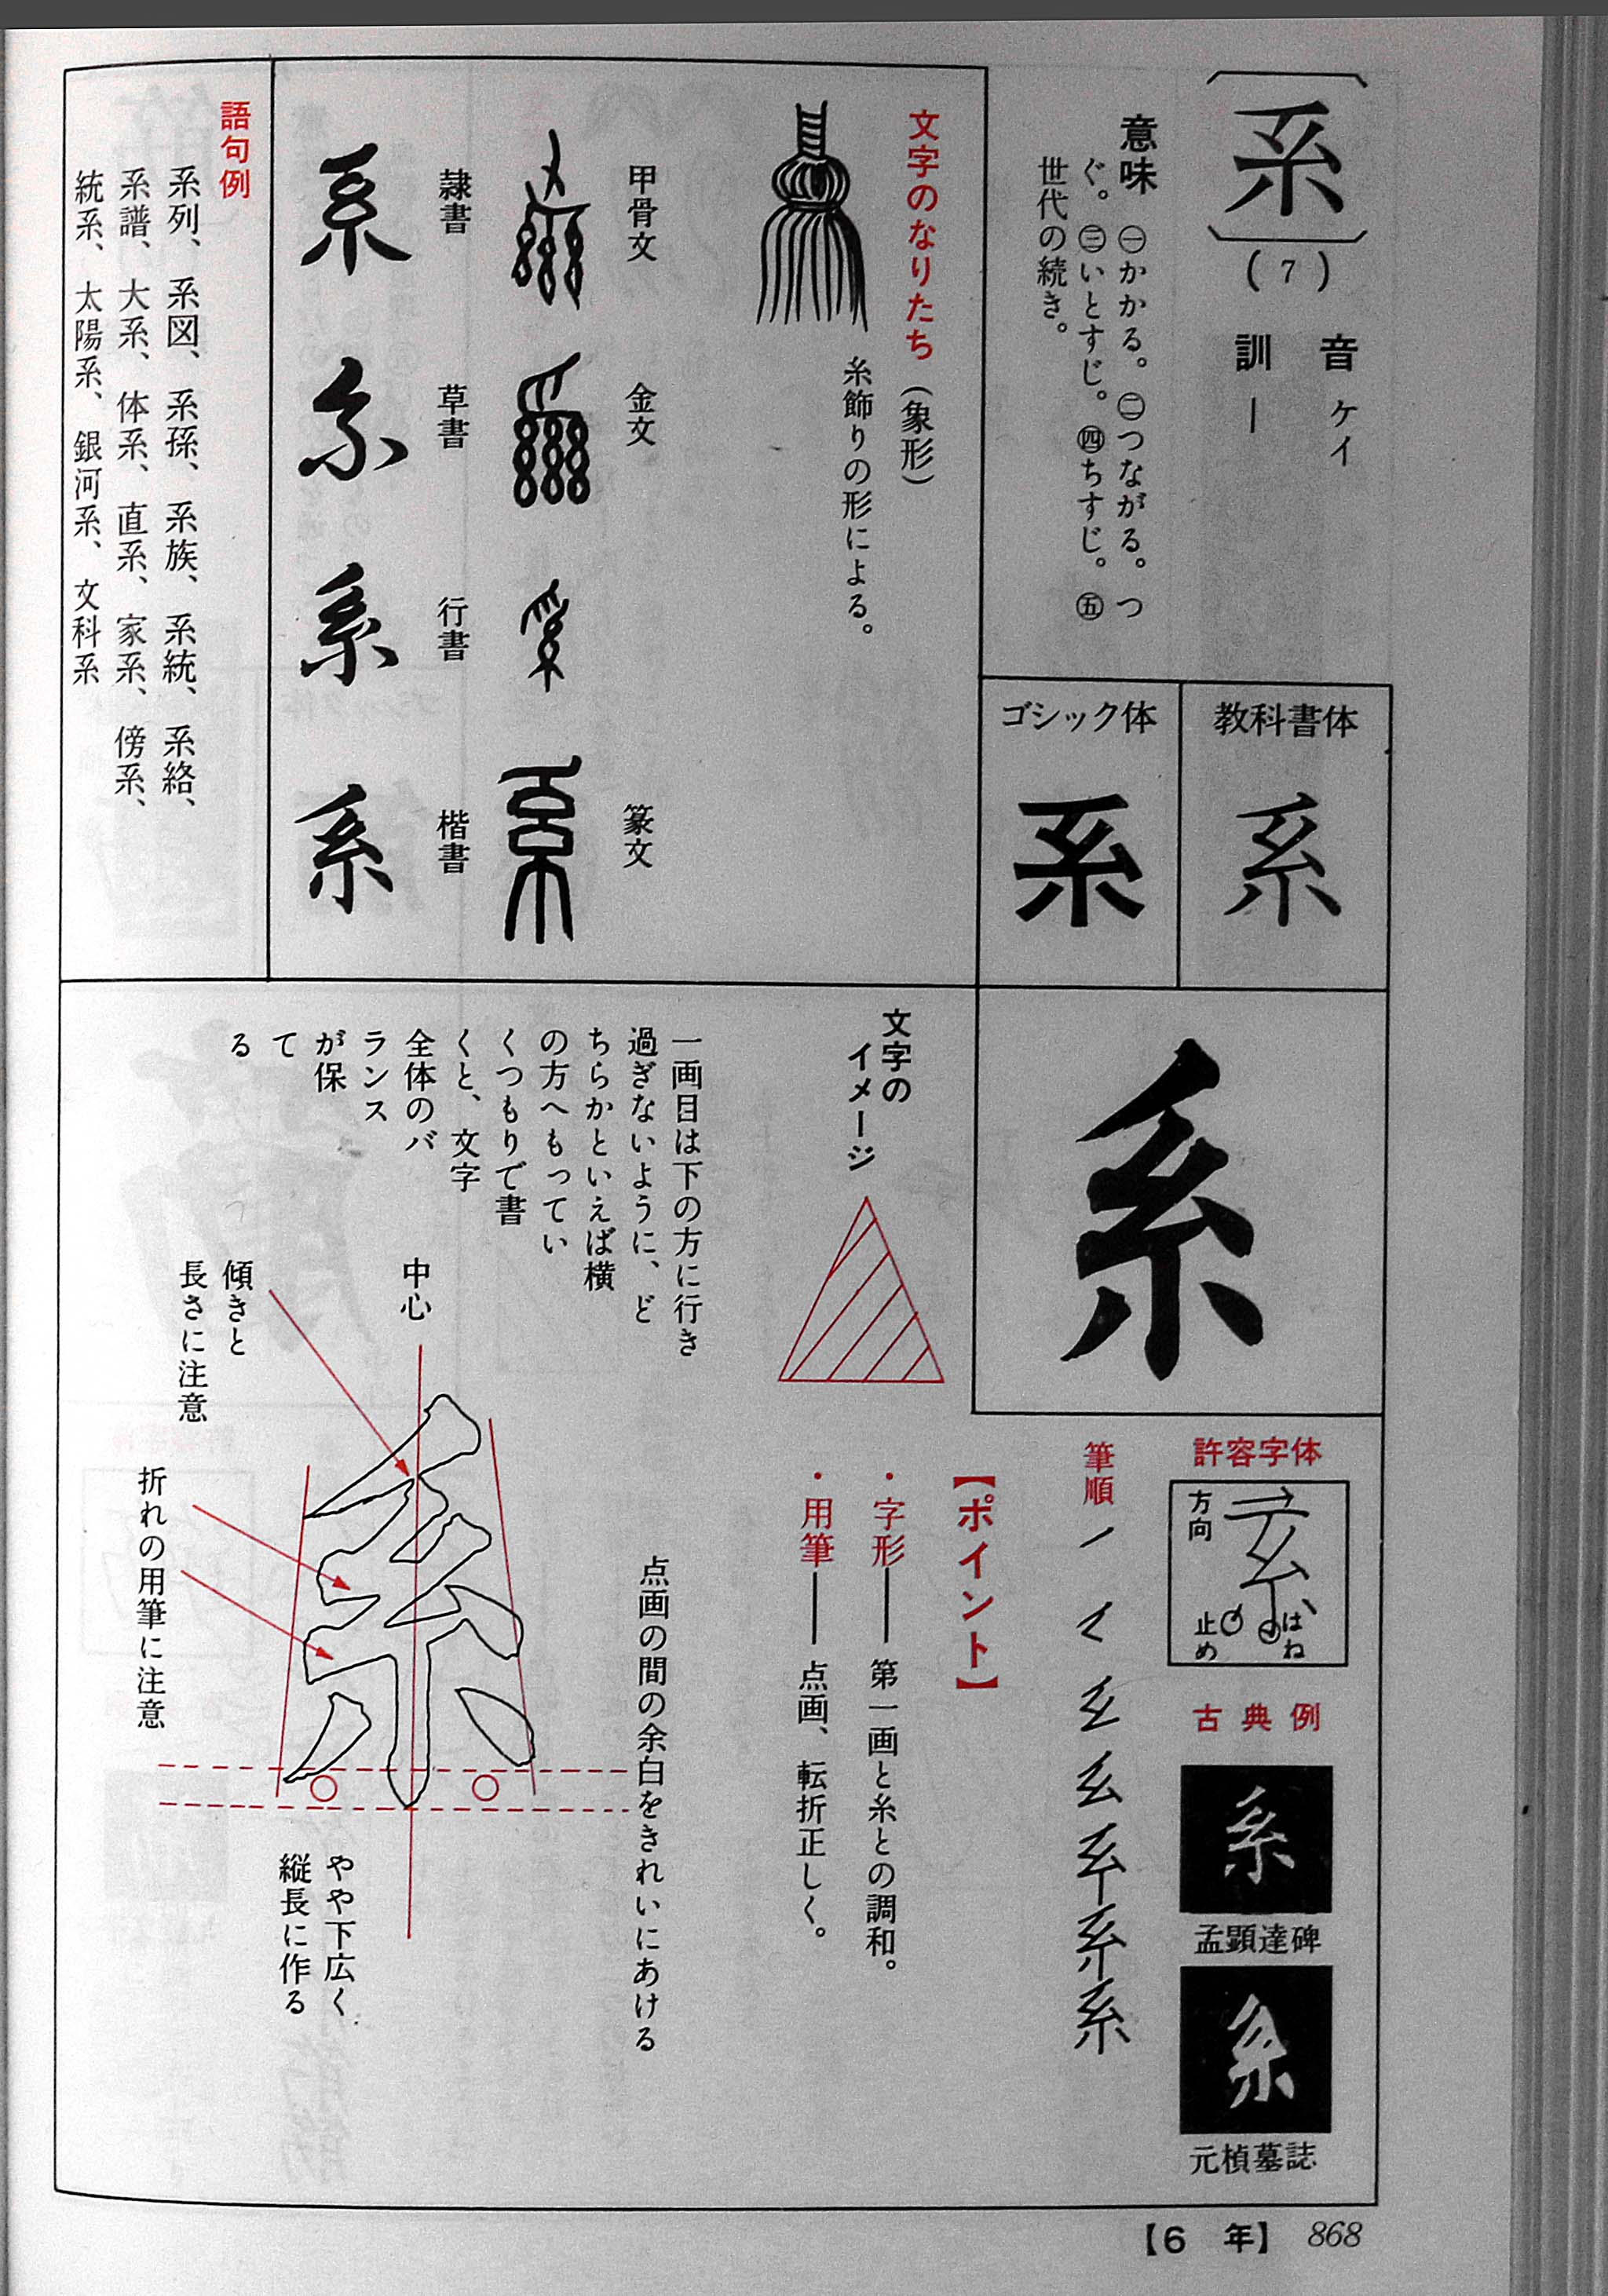 〔系〕(7)
音 ケイ
訓 ―
意味 ㊀かかる。㊁つながる。つ
ぐ。㊂いとすじ。㊃ちすじ。㊄
世代の続き。
教科書体
系
ゴシック体
系
文字のなりたち（象形）
糸飾りの形による。
甲骨文
金文
篆文
隷書
系
草書
系
行書
系
楷書
系
語句例
系列、系図、系孫、系族、系統、系絡、
系譜、大系、体系、直系、家系、傍系、
統系、太陽系、銀河系、文科系
系
許容字体
方向
はね
止め
古典例
系
孟顕達碑
系
元楨墓誌
筆順
系
【ポイント】
・字形――第一画と糸との調和。
・用筆――点画、転折正しく。
文字の
イメージ
一画目は下の方に行き
過ぎないように、ど
ちらかといえば横
の方へもってい
くつもりで書
くと、文字
全体のバ
ランス
が保
て
る
点画の間の余白をきれいにあける
中心
傾きと
長さに注意
折れの用筆に注意
やや下広く
縦長に作る
【6年】 868